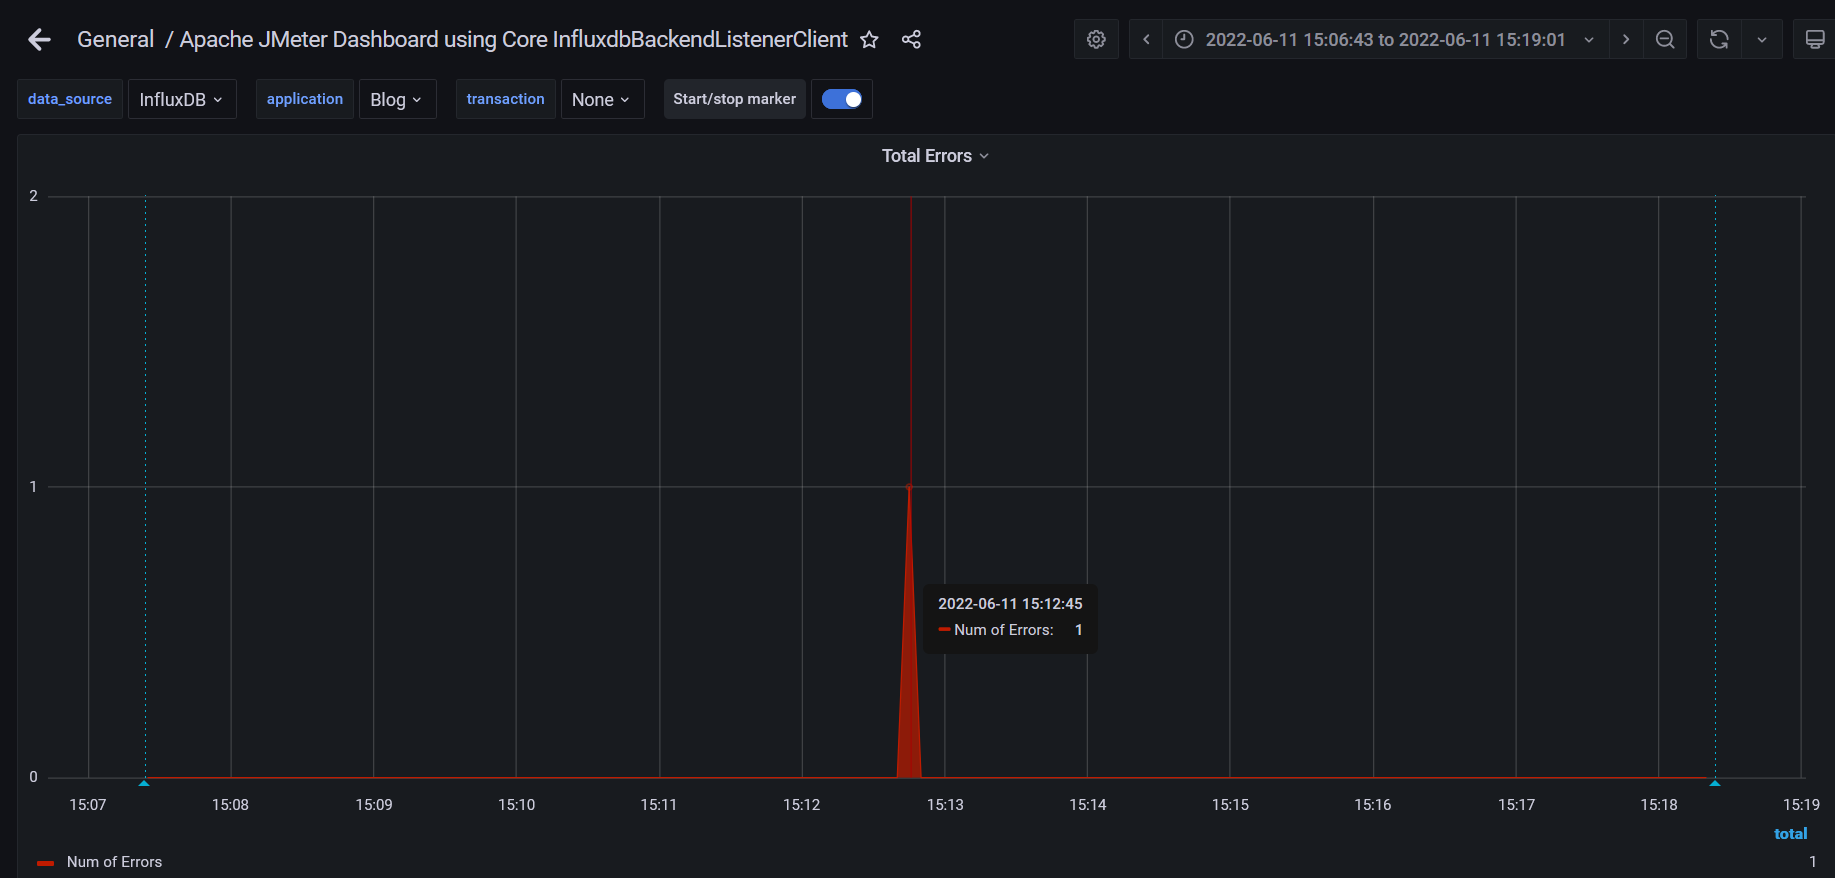 General / Apache JMeter Dashboard using Core InfluxdbBackendListenerClient
2022-06-11 15:06:43 to 2022-06-11 15:19:01
data_source InfluxDB application Blog transaction None Start/stop marker
Total Errors
2
1
2022-06-11 15:12:45
Num of Errors: 1
0
15:07 15:08 15:09 15:10 15:11 15:12 15:13 15:14 15:15 15:16 15:17 15:18 15:19
total
Num of Errors 1